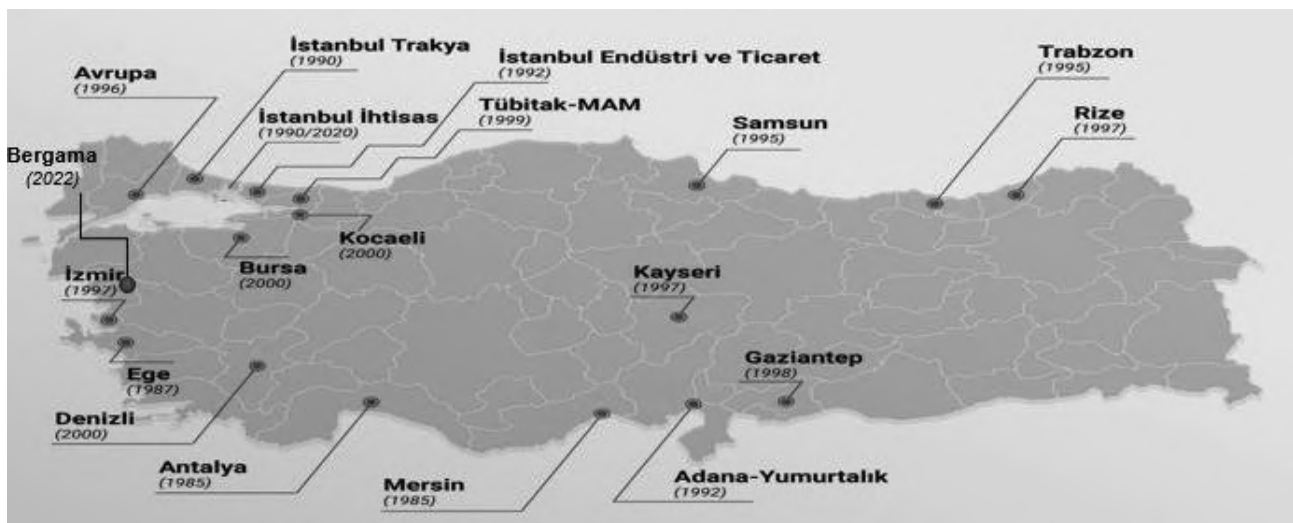 İstanbul Trakya
(1990)
İstanbul Endüstri ve Ticaret
(1992)
Trabzon
(1995)
Avrupa
(1996)
Tübitak-MAM
(1999)
İstanbul İhtisas
(1990/2020)
Samsun
(1995)
Rize
(1997)
Bergama
(2022)
Kocaeli
(2000)
Bursa
(2000)
İzmir
(1997)
Kayseri
(1997)
Gaziantep
(1998)
Ege
(1987)
Denizli
(2000)
Antalya
(1985)
Mersin
(1985)
Adana-Yumurtalık
(1992)